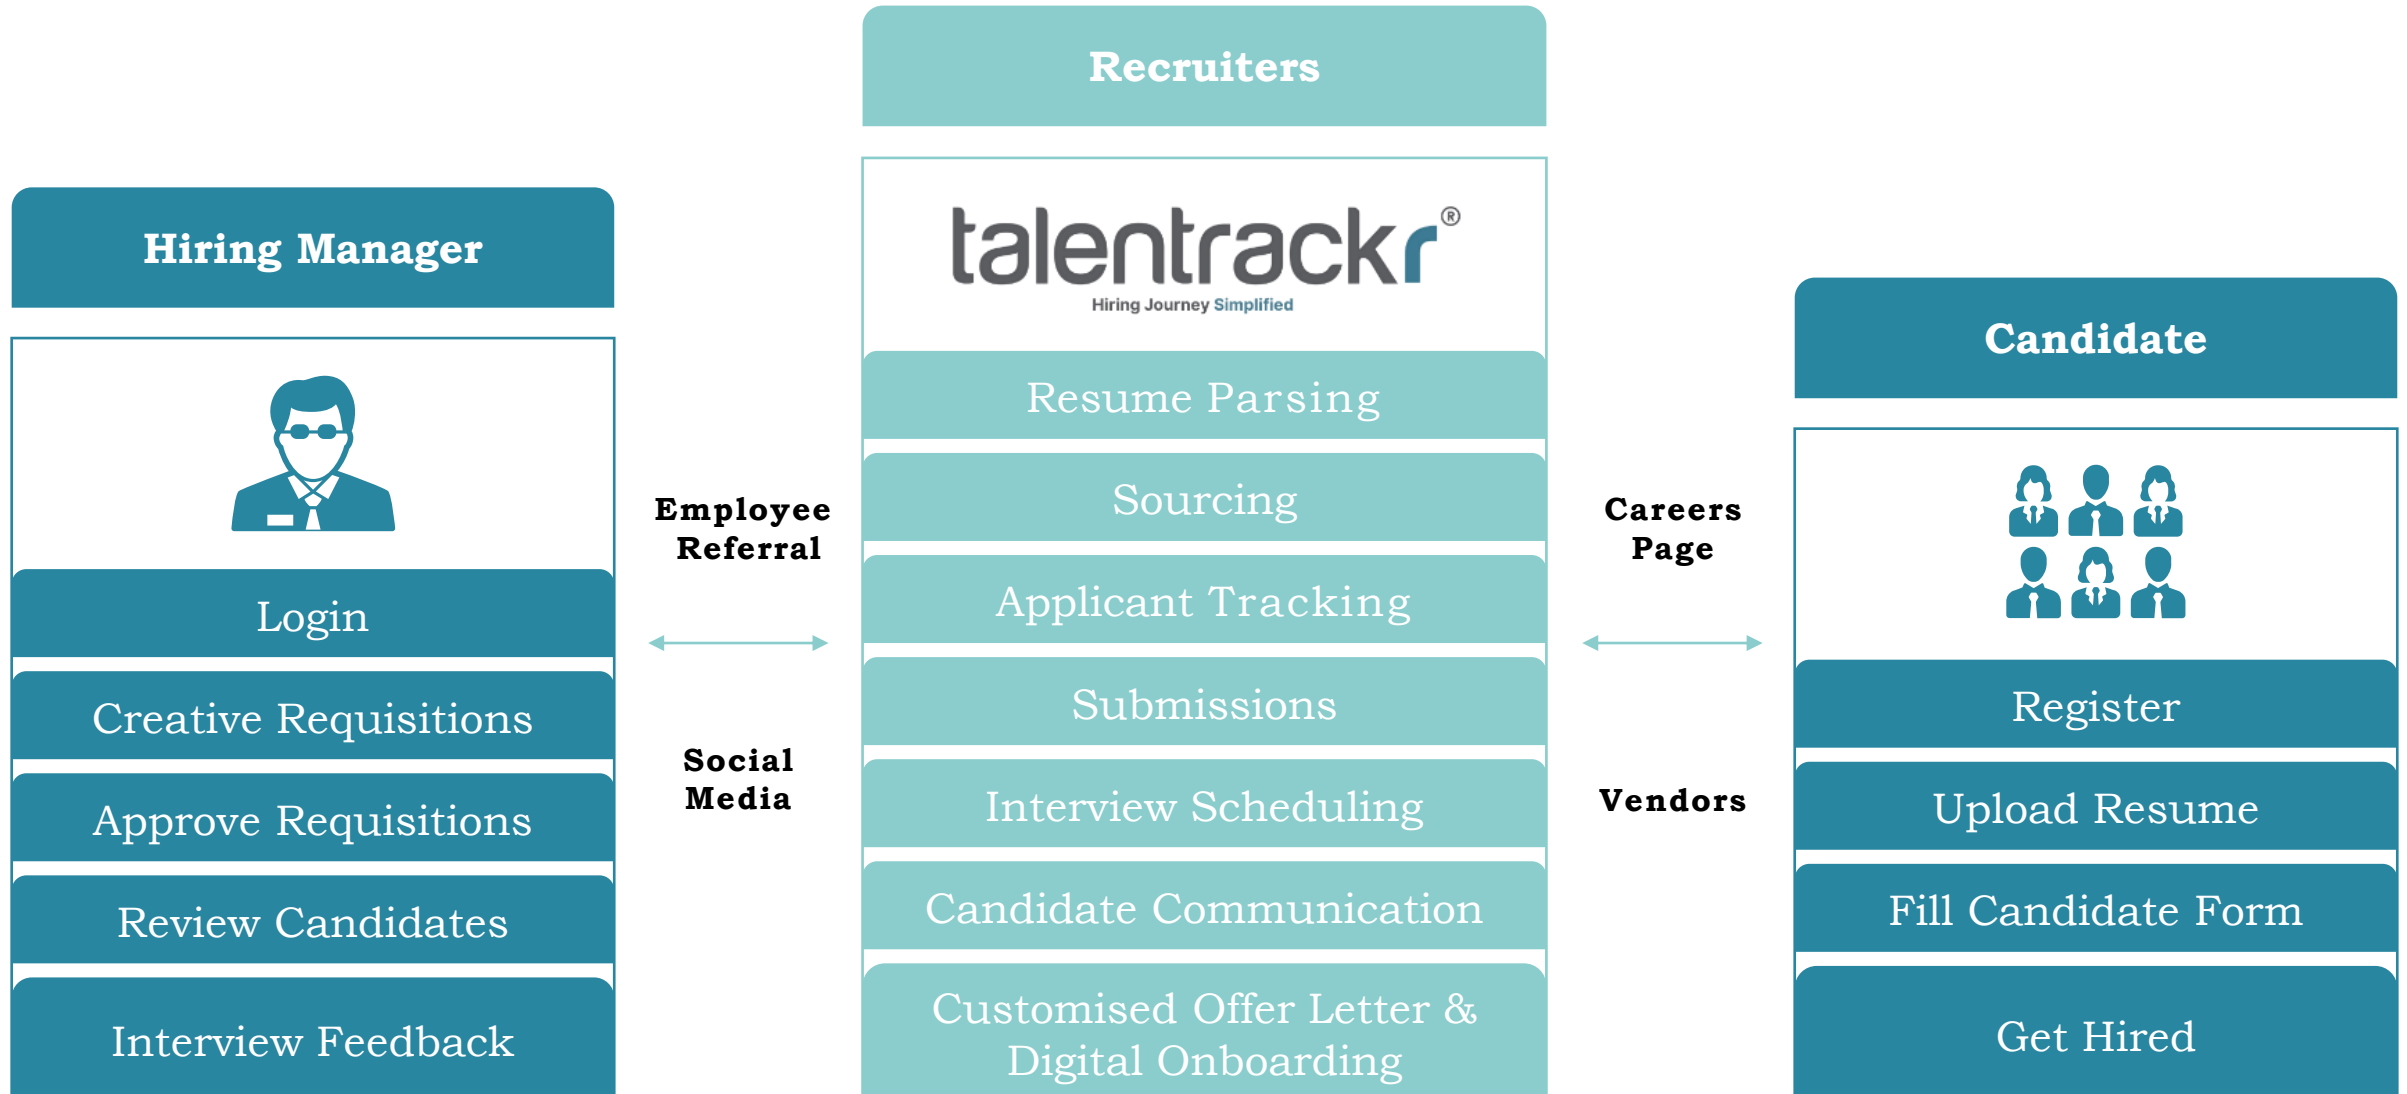 Recruiters
talentrackr®
Hiring Journey Simplified
Resume Parsing
Sourcing
Applicant Tracking
Submissions
Interview Scheduling
Candidate Communication
Customised Offer Letter &
Digital Onboarding
Hiring Manager
Login
Creative Requisitions
Approve Requisitions
Review Candidates
Interview Feedback
Employee
Referral
Social
Media
Careers
Page
Vendors
Candidate
Register
Upload Resume
Fill Candidate Form
Get Hired